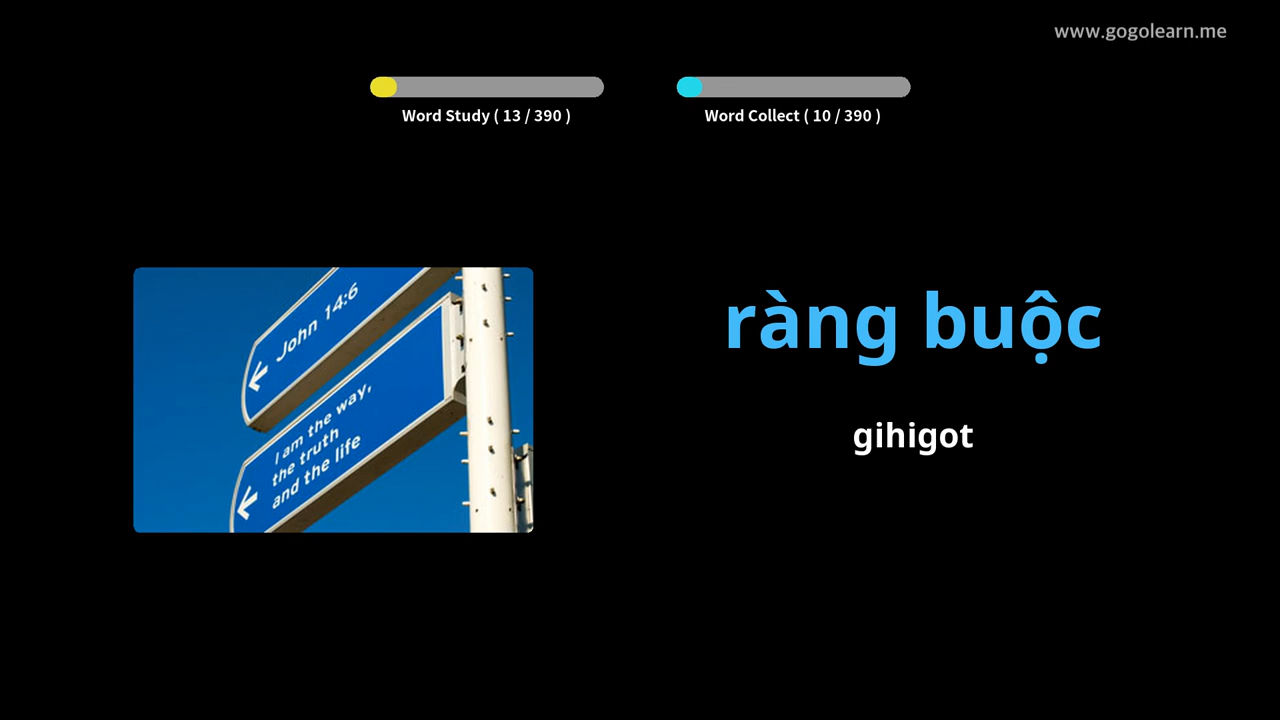 www.gogolearn.me
Word Study ( 13 / 390 )
Word Collect ( 10 / 390 )
John 14:6
I am the way,
the truth
and the life
ràng buộc
gihigot